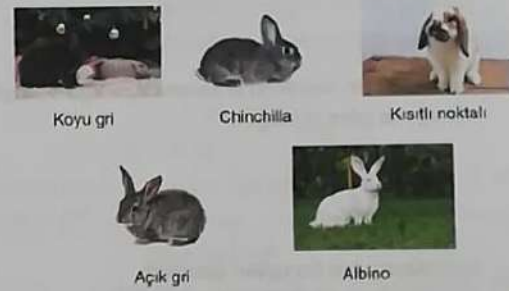 Koyu gri
Chinchilla
Kısıtlı noktalı
Açık gri
Albino